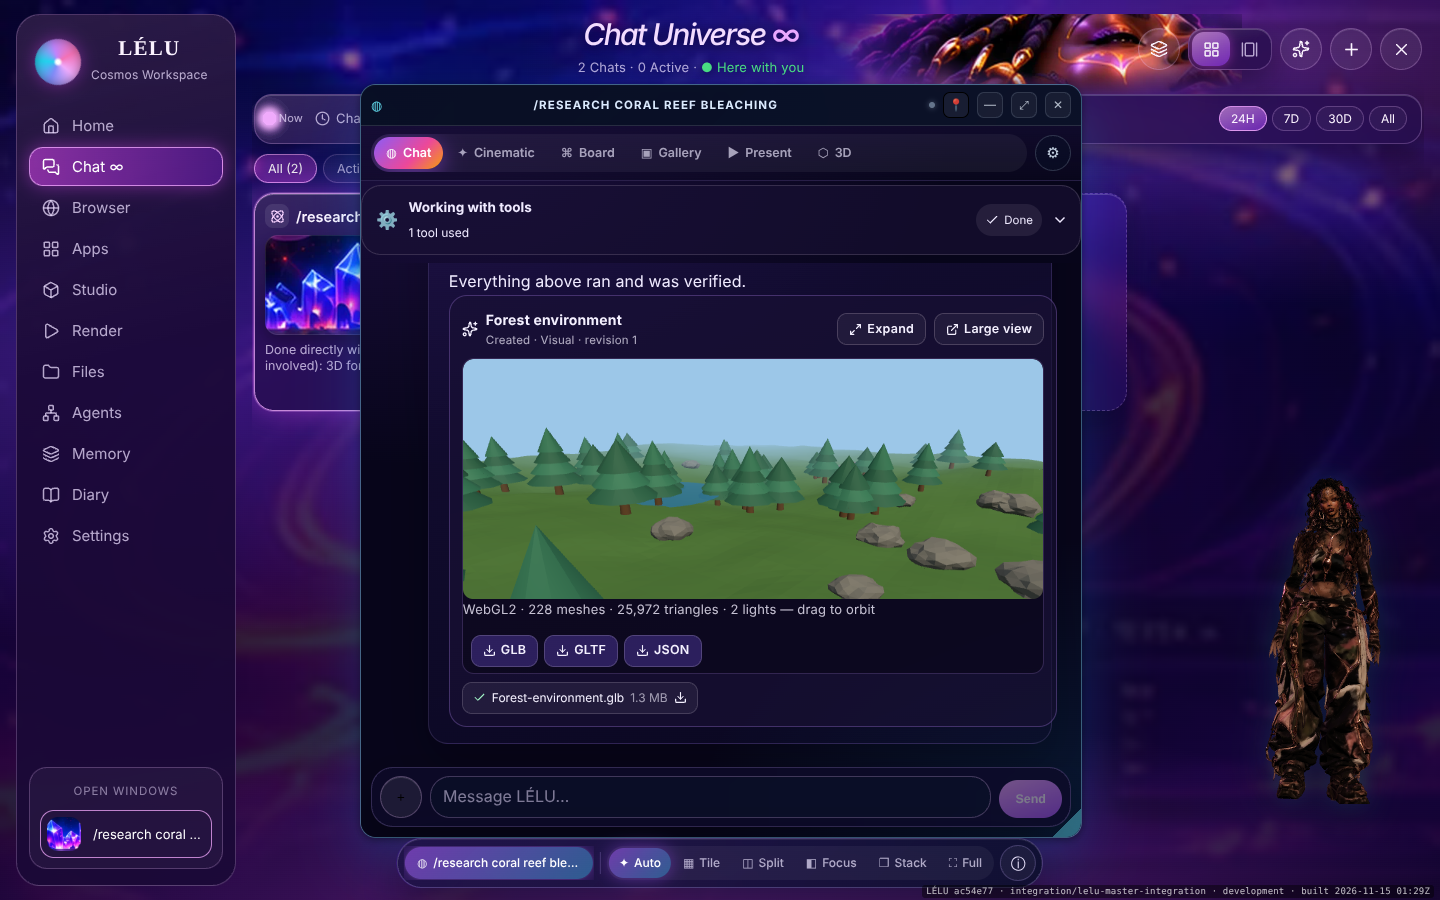 LÉLU
Cosmos Workspace
Home
Chat ∞
Browser
Apps
Studio
Render
Files
Agents
Memory
Diary
Settings
OPEN WINDOWS
/research coral ...
Chat Universe ∞
2 Chats · 0 Active · Here with you
Now
Cha
24H
7D
30D
All
All (2)
Acti
/research
Done directly wi
involved): 3D fo
/RESEARCH CORAL REEF BLEACHING
Chat
Cinematic
Board
Gallery
Present
3D
Working with tools
1 tool used
Done
Everything above ran and was verified.
Forest environment
Created · Visual · revision 1
Expand
Large view
WebGL2 · 228 meshes · 25,972 triangles · 2 lights — drag to orbit
GLB
GLTF
JSON
Forest-environment.glb 1.3 MB
Message LÉLU...
Send
/research coral reef ble...
Auto
Tile
Split
Focus
Stack
Full
LÉLU ac54e77 · integration/lelu-master-integration · development · built 2026-11-15 01:29Z